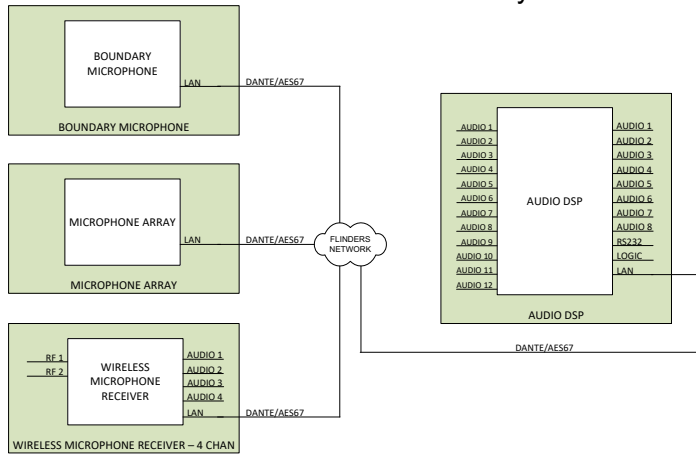 BOUNDARY
MICROPHONE
LAN
DANTE/AES67
BOUNDARY MICROPHONE
MICROPHONE ARRAY
LAN
DANTE/AES67
MICROPHONE ARRAY
RF 1
RF 2
WIRELESS
MICROPHONE
RECEIVER
AUDIO 1
AUDIO 2
AUDIO 3
AUDIO 4
LAN
DANTE/AES67
WIRELESS MICROPHONE RECEIVER – 4 CHAN
FLINDERS
NETWORK
AUDIO 1
AUDIO 2
AUDIO 3
AUDIO 4
AUDIO 5
AUDIO 6
AUDIO 7
AUDIO 8
AUDIO 9
AUDIO 10
AUDIO 11
AUDIO 12
AUDIO DSP
AUDIO 1
AUDIO 2
AUDIO 3
AUDIO 4
AUDIO 5
AUDIO 6
AUDIO 7
AUDIO 8
RS232
LOGIC
LAN
AUDIO DSP
DANTE/AES67